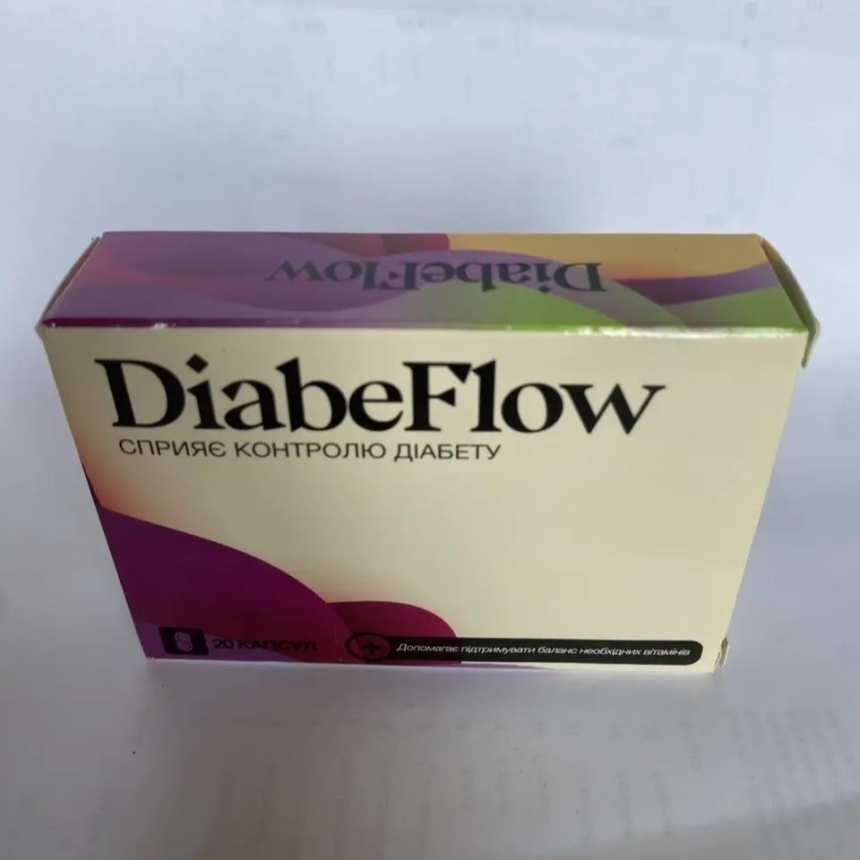 DiabeFlow
DiabeFlow
СПРИЯЄ КОНТРОЛЮ ДІАБЕТУ
20 КАПСУЛ
Допомагає підтримувати баланс необхідних вітамінів